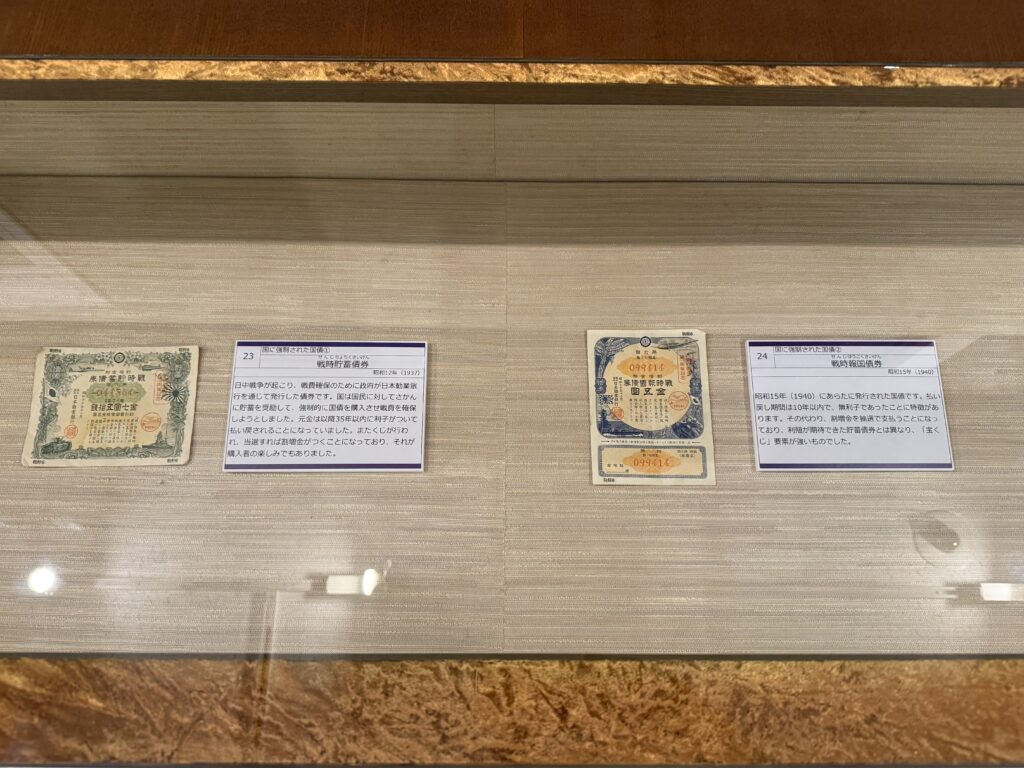 戦時貯蓄債券
金七圓五拾銭
23
国に強制された国債①
せんじちょちくさいけん
戦時貯蓄債券
昭和12年（1937）
日中戦争が起こり、戦費確保のために政府が日本勧業銀
行を通じて発行した債券です。国は国民に対してさかん
に貯蓄を奨励して、強制的に国債を購入させ戦費を確保
しようとしました。元金は以降35年以内に利子がついて
払い戻されることになっていました。またくじが行わ
れ、当選すれば割増金がつくことになっており、それが
購入者の楽しみでもありました。
099414
戦時報國債券
金五圓
099414
24
国に強制された国債②
せんじほうこくさいけん
戦時報国債券
昭和15年（1940）
昭和15年（1940）にあらたに発行された国債です。払い
戻し期間は10年以内で、無利子であったことに特徴があ
ります。その代わり、割増金を抽選で支払うことになっ
ており、利殖が期待できた貯蓄債券とは異なり、「宝く
じ」要素が強いものでした。